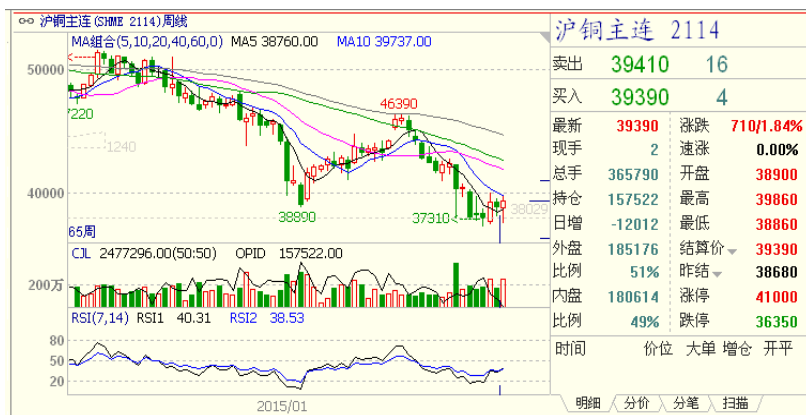 沪铜主连(SHME 2114)周线
MA组合(5,10,20,40,60,0) MA5 38760.00 MA10 39737.00
50000
46390
7220
1240
40000
38890
37310
38029
65周
CJL 2477296.00(50:50) OPID 157522.00
200万
RSI(7,14) RSI1 40.31 RSI2 38.53
80
50
20
2015/01
沪铜主连 2114
卖出 39410 16
买入 39390 4
最新 39390 涨跌 710/1.84%
现手 2 速涨 0.00%
总手 365790 开盘 38900
持仓 157522 最高 39860
日增 -12012 最低 38860
外盘 185176 结算价 39390
比例 51% 昨结 38680
内盘 180614 涨停 41000
比例 49% 跌停 36350
时间 价位 大单 增仓 开平
明细 分价 分笔 扫描